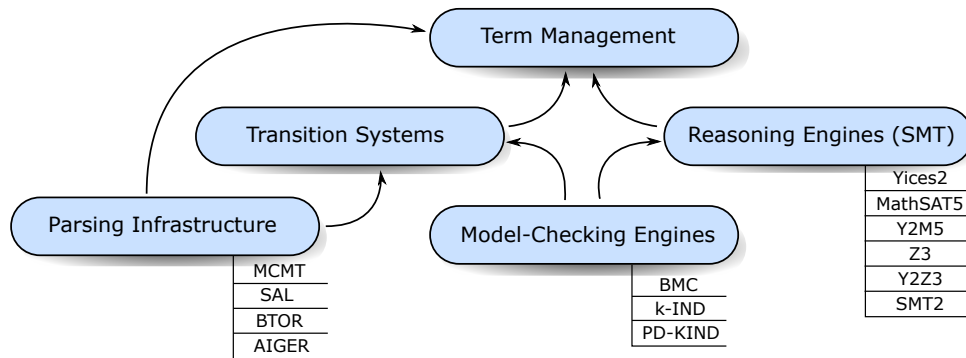 Term Management
Transition Systems
Reasoning Engines (SMT)
Yices2
MathSAT5
Y2M5
Z3
Y2Z3
SMT2
Parsing Infrastructure
MCMT
SAL
BTOR
AIGER
Model-Checking Engines
BMC
k-IND
PD-KIND